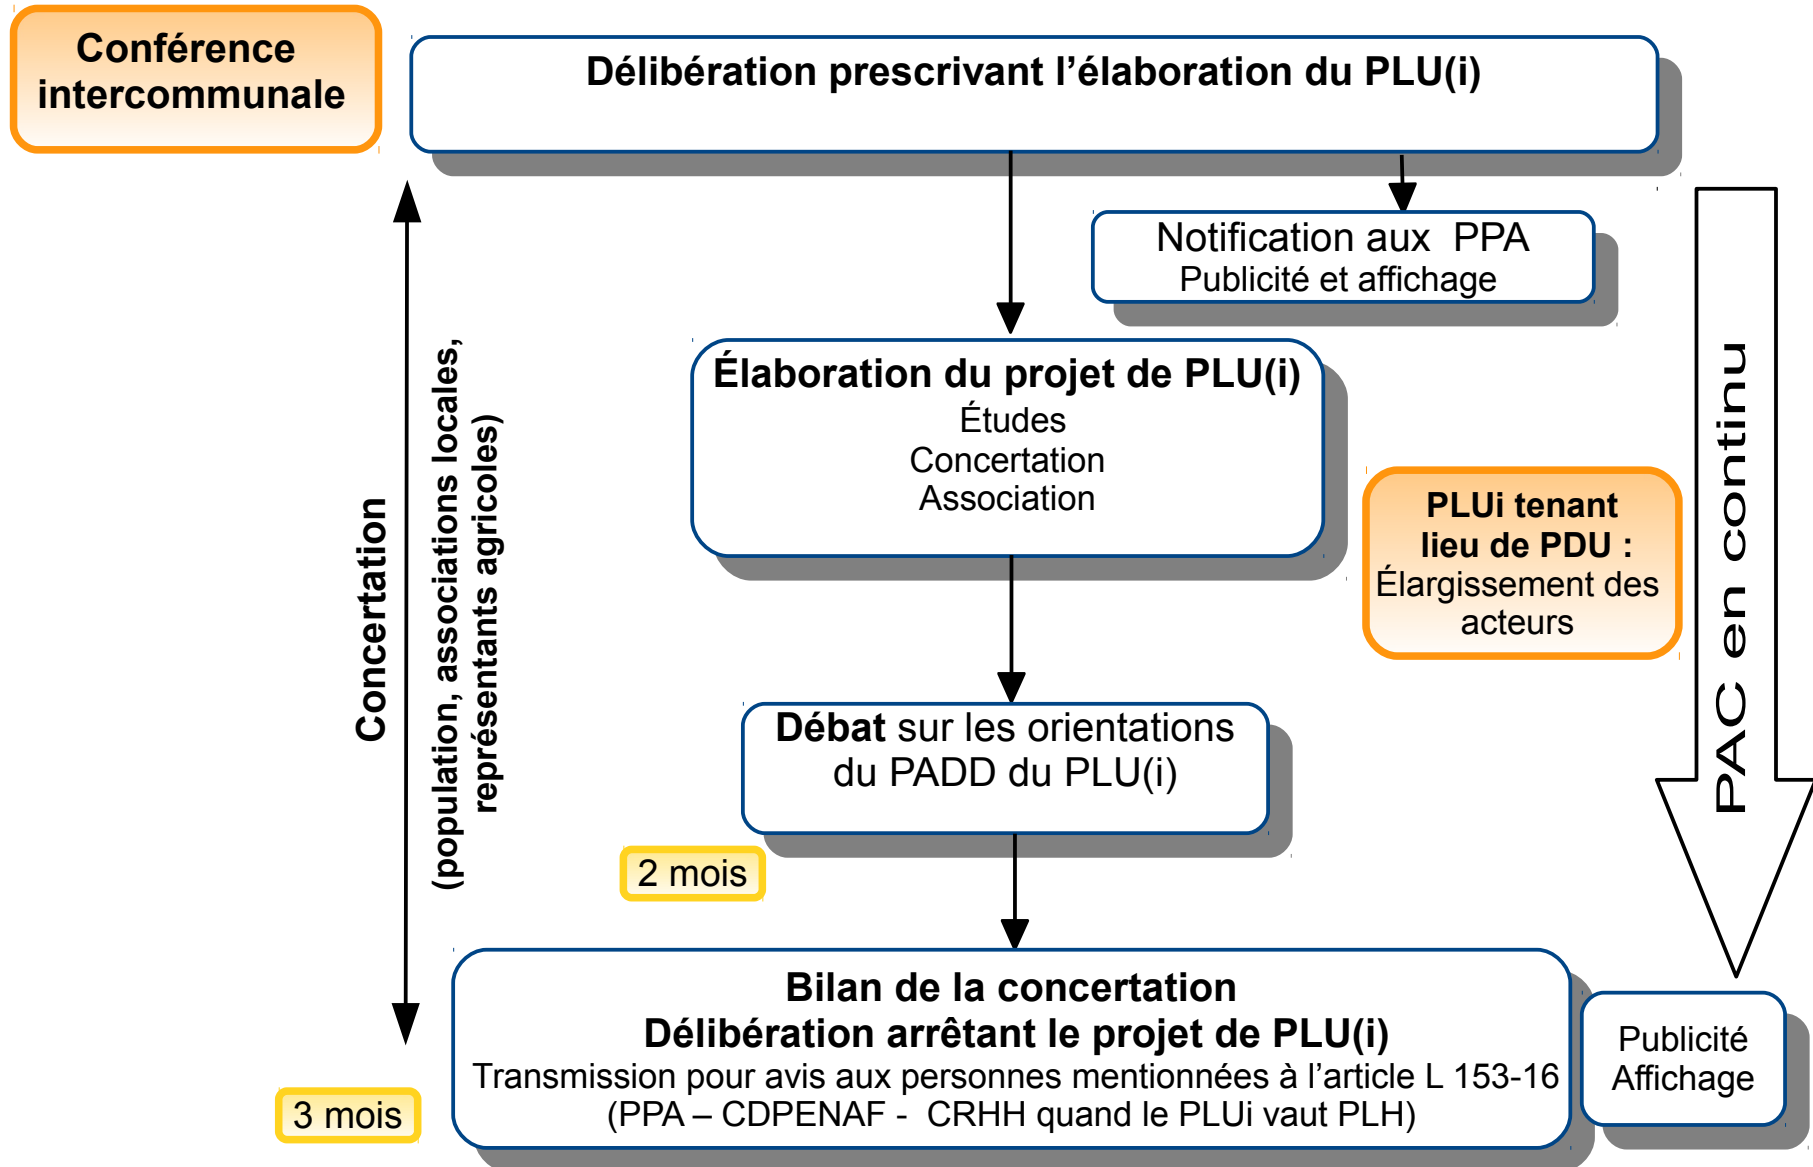 Conférence
intercommunale
Délibération prescrivant l'élaboration du PLU(i)
Notification aux  PPA
Publicité et affichage
Concertation
(population, associations locales,
représentants agricoles)
Élaboration du projet de PLU(i)
Études
Concertation
Association
PLUi tenant
lieu de PDU :
Élargissement des
acteurs
PAC en continu
Débat sur les orientations
du PADD du PLU(i)
2 mois
Bilan de la concertation
Délibération arrêtant le projet de PLU(i)
Transmission pour avis aux personnes mentionnées à l'article L 153-16
(PPA – CDPENAF -  CRHH quand le PLUi vaut PLH)
Publicité
Affichage
3 mois